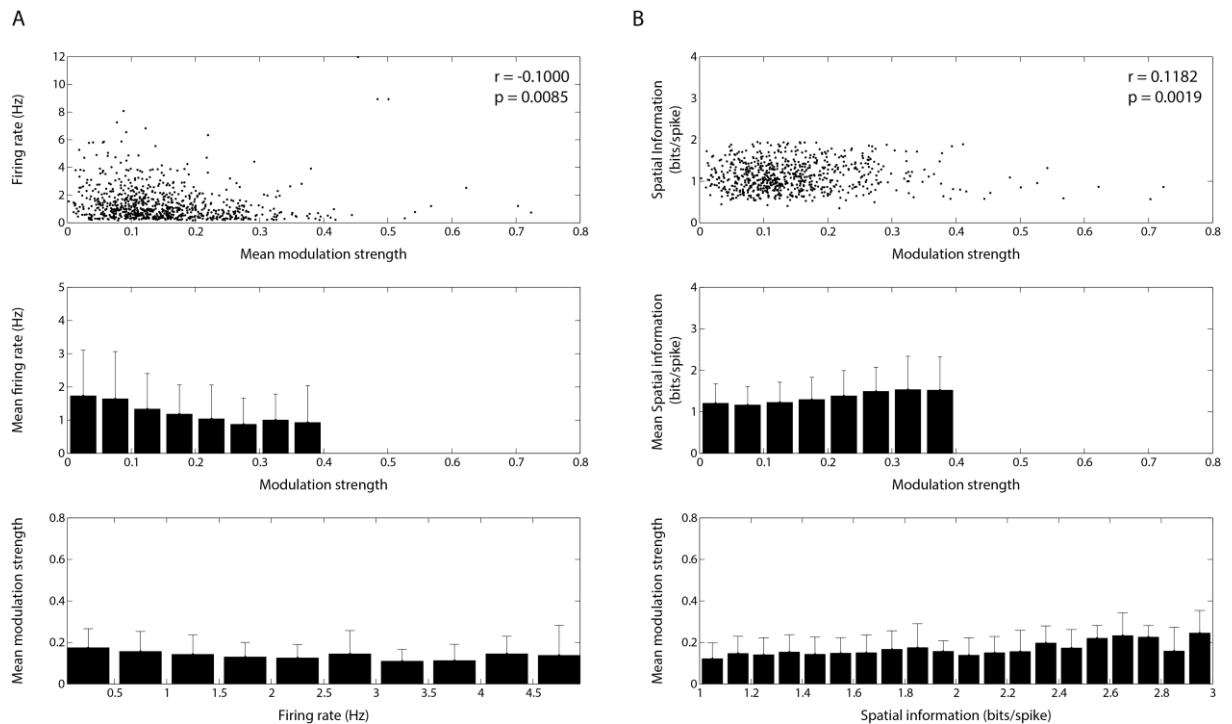 A
B
12
10
8
6
4
2
0
Firing rate (Hz)
r = -0.1000
p = 0.0085
0 0.1 0.2 0.3 0.4 0.5 0.6 0.7 0.8
Mean modulation strength
4
3
2
1
0
Spatial Information
(bits/spike)
r = 0.1182
p = 0.0019
0 0.1 0.2 0.3 0.4 0.5 0.6 0.7 0.8
Modulation strength
5
4
3
2
1
0
Mean firing rate (Hz)
0 0.1 0.2 0.3 0.4 0.5 0.6 0.7 0.8
Modulation strength
4
3
2
1
0
Mean Spatial information
(bits/spike)
0 0.1 0.2 0.3 0.4 0.5 0.6 0.7 0.8
Modulation strength
0.8
0.6
0.4
0.2
0
Mean modulation strength
0.5 1 1.5 2 2.5 3 3.5 4 4.5
Firing rate (Hz)
0.8
0.6
0.4
0.2
0
Mean modulation strength
1 1.2 1.4 1.6 1.8 2 2.2 2.4 2.6 2.8 3
Spatial information (bits/spike)